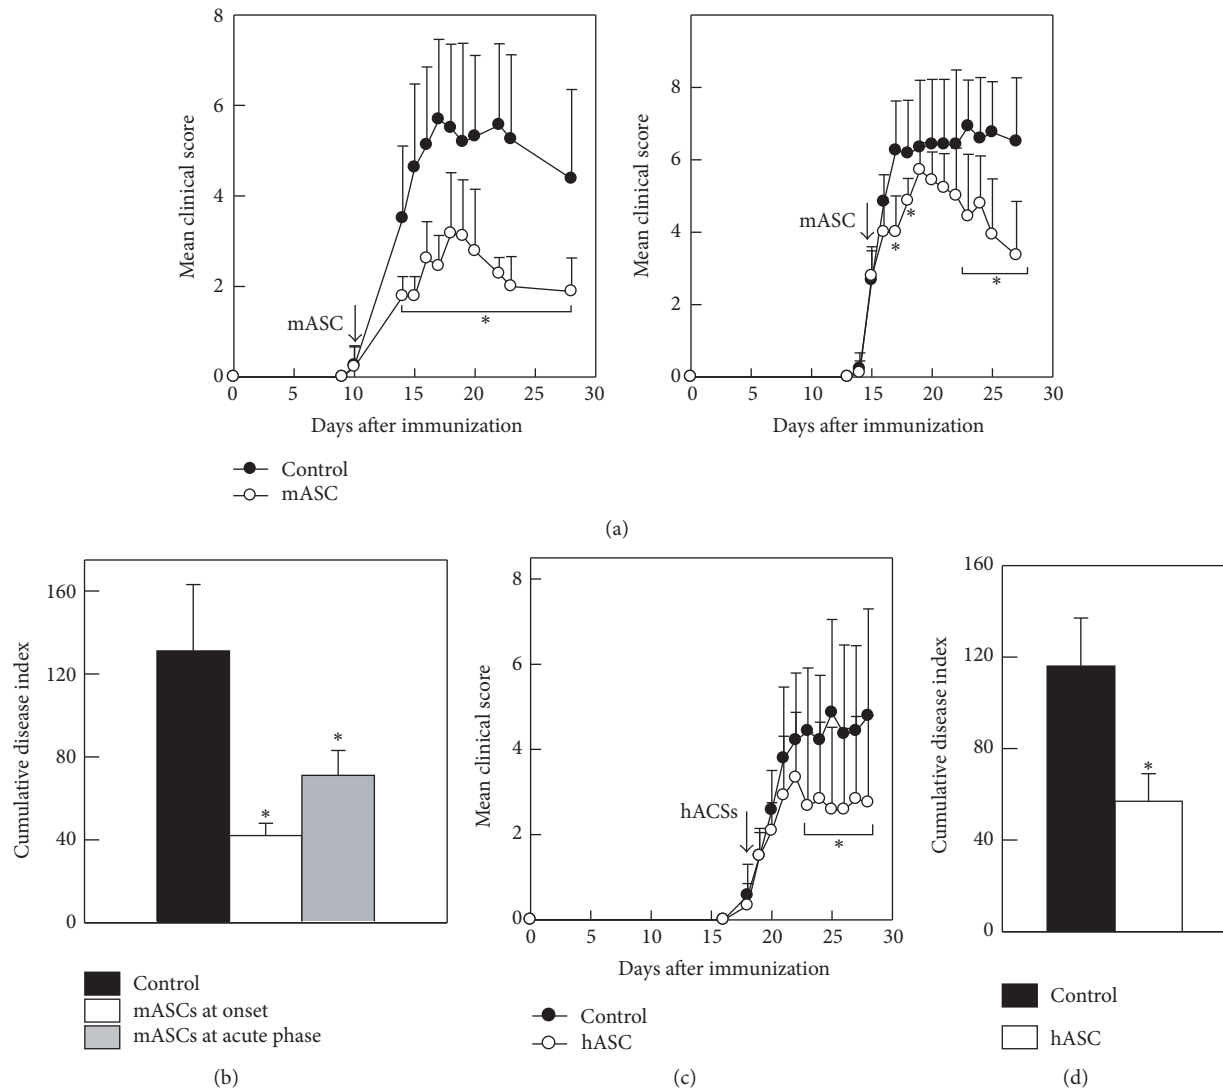 8
6
4
2
0
Mean clinical score
mASC
*
0 5 10 15 20 25 30
Days after immunization
Control
mASC
8
6
4
2
0
Mean clinical score
mASC
*
*
*
0 5 10 15 20 25 30
Days after immunization
(a)
160
120
80
40
0
Cumulative disease index
*
*
Control
mASCs at onset
mASCs at acute phase
(b)
8
6
4
2
0
Mean clinical score
hACSs
*
0 5 10 15 20 25 30
Days after immunization
Control
hASC
(c)
160
120
80
40
0
Cumulative disease index
*
Control
hASC
(d)